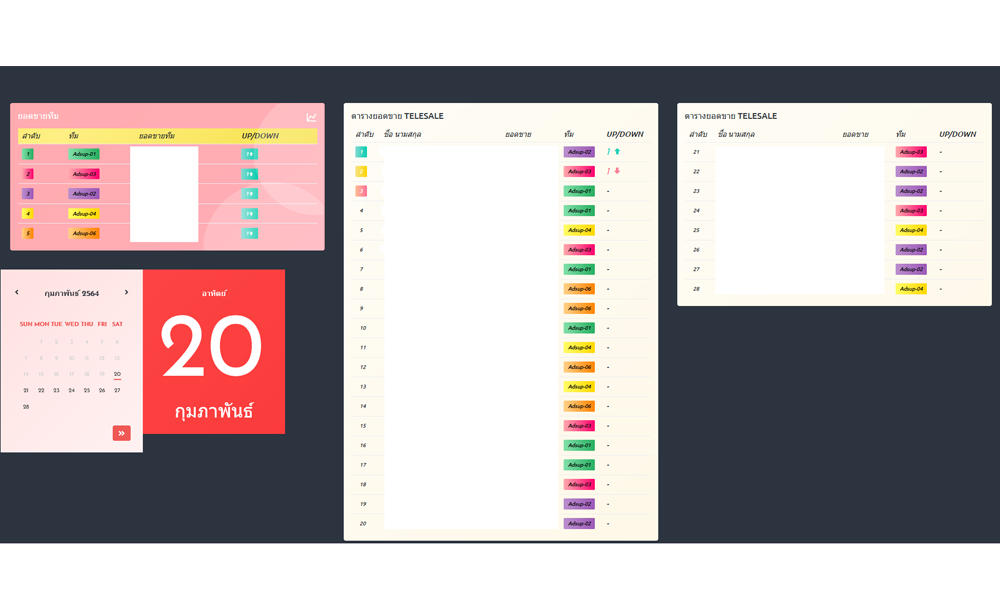 ยอดขายทีม
ลำดับ ทีม ยอดขายทีม UP/DOWN
1 Adsup-01
2 Adsup-03
3 Adsup-02
4 Adsup-04
5 Adsup-06
กุมภาพันธ์ 2564
SUN MON TUE WED THU FRI SAT
1 2 3 4 5 6
7 8 9 10 11 12 13
14 15 16 17 18 19 20
21 22 23 24 25 26 27
28
อาทิตย์
20
กุมภาพันธ์
ตารางยอดขาย TELESALE
ลำดับ ชื่อ นามสกุล ยอดขาย ทีม UP/DOWN
1 Adsup-02 1
2 Adsup-03 1
3 Adsup-01 -
4 Adsup-01 -
5 Adsup-04 -
6 Adsup-03 -
7 Adsup-01 -
8 Adsup-06 -
9 Adsup-06 -
10 Adsup-01 -
11 Adsup-04 -
12 Adsup-06 -
13 Adsup-04 -
14 Adsup-06 -
15 Adsup-03 -
16 Adsup-01 -
17 Adsup-01 -
18 Adsup-03 -
19 Adsup-02 -
20 Adsup-02 -
ตารางยอดขาย TELESALE
ลำดับ ชื่อ นามสกุล ยอดขาย ทีม UP/DOWN
21 Adsup-03 -
22 Adsup-02 -
23 Adsup-02 -
24 Adsup-03 -
25 Adsup-04 -
26 Adsup-02 -
27 Adsup-02 -
28 Adsup-04 -